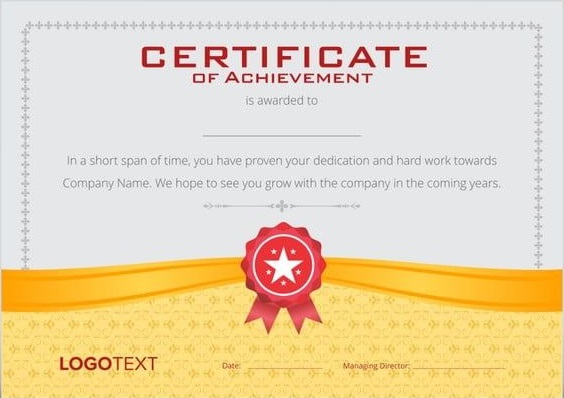 CERTIFICATE
OF ACHIEVEMENT
is awarded to
In a short span of time, you have proven your dedication and hard work towards
Company Name. We hope to see you grow with the company in the coming years.
LOGOTEXT
Date:
Managing Director: